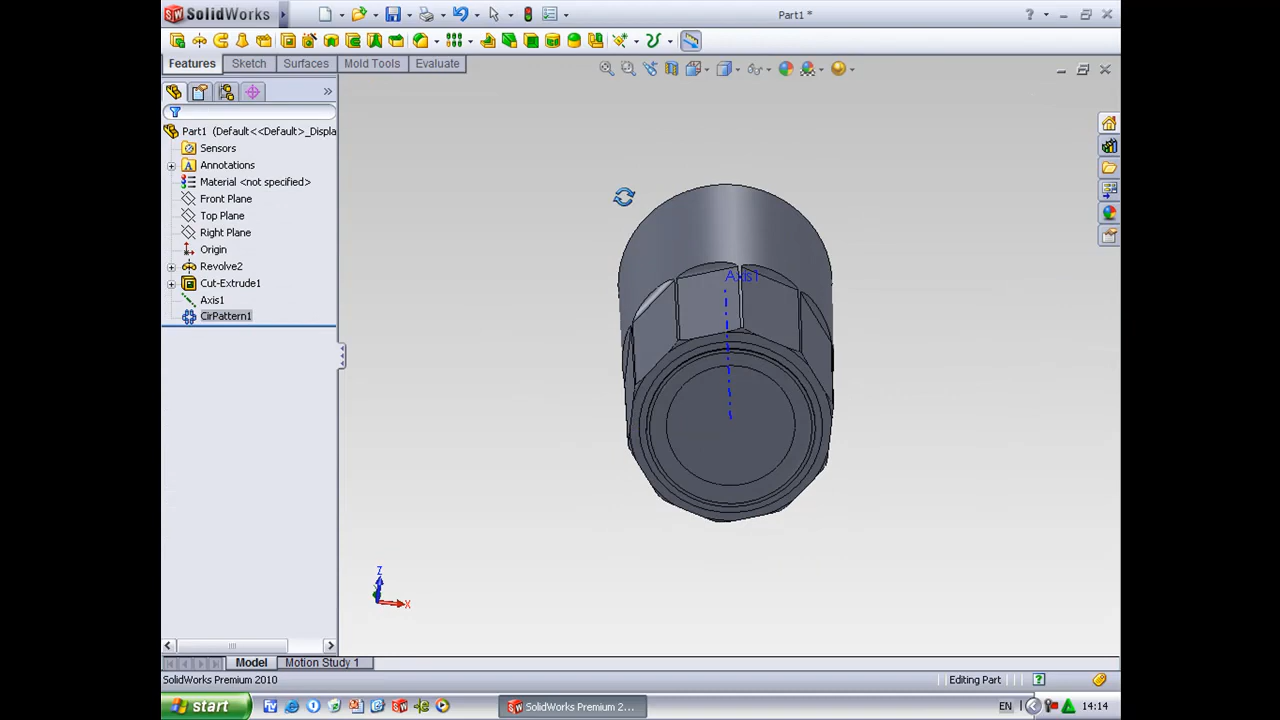 SolidWorks
Part1 *
Features
Sketch
Surfaces
Mold Tools
Evaluate
Part1 (Default<<Default>_Displa
Sensors
Annotations
Material <not specified>
Front Plane
Top Plane
Right Plane
Origin
Revolve2
Cut-Extrude1
Axis1
CirPattern1
Axis1
Z
X
Model
Motion Study 1
SolidWorks Premium 2010
Editing Part
start
SolidWorks Premium 2...
EN
14:14